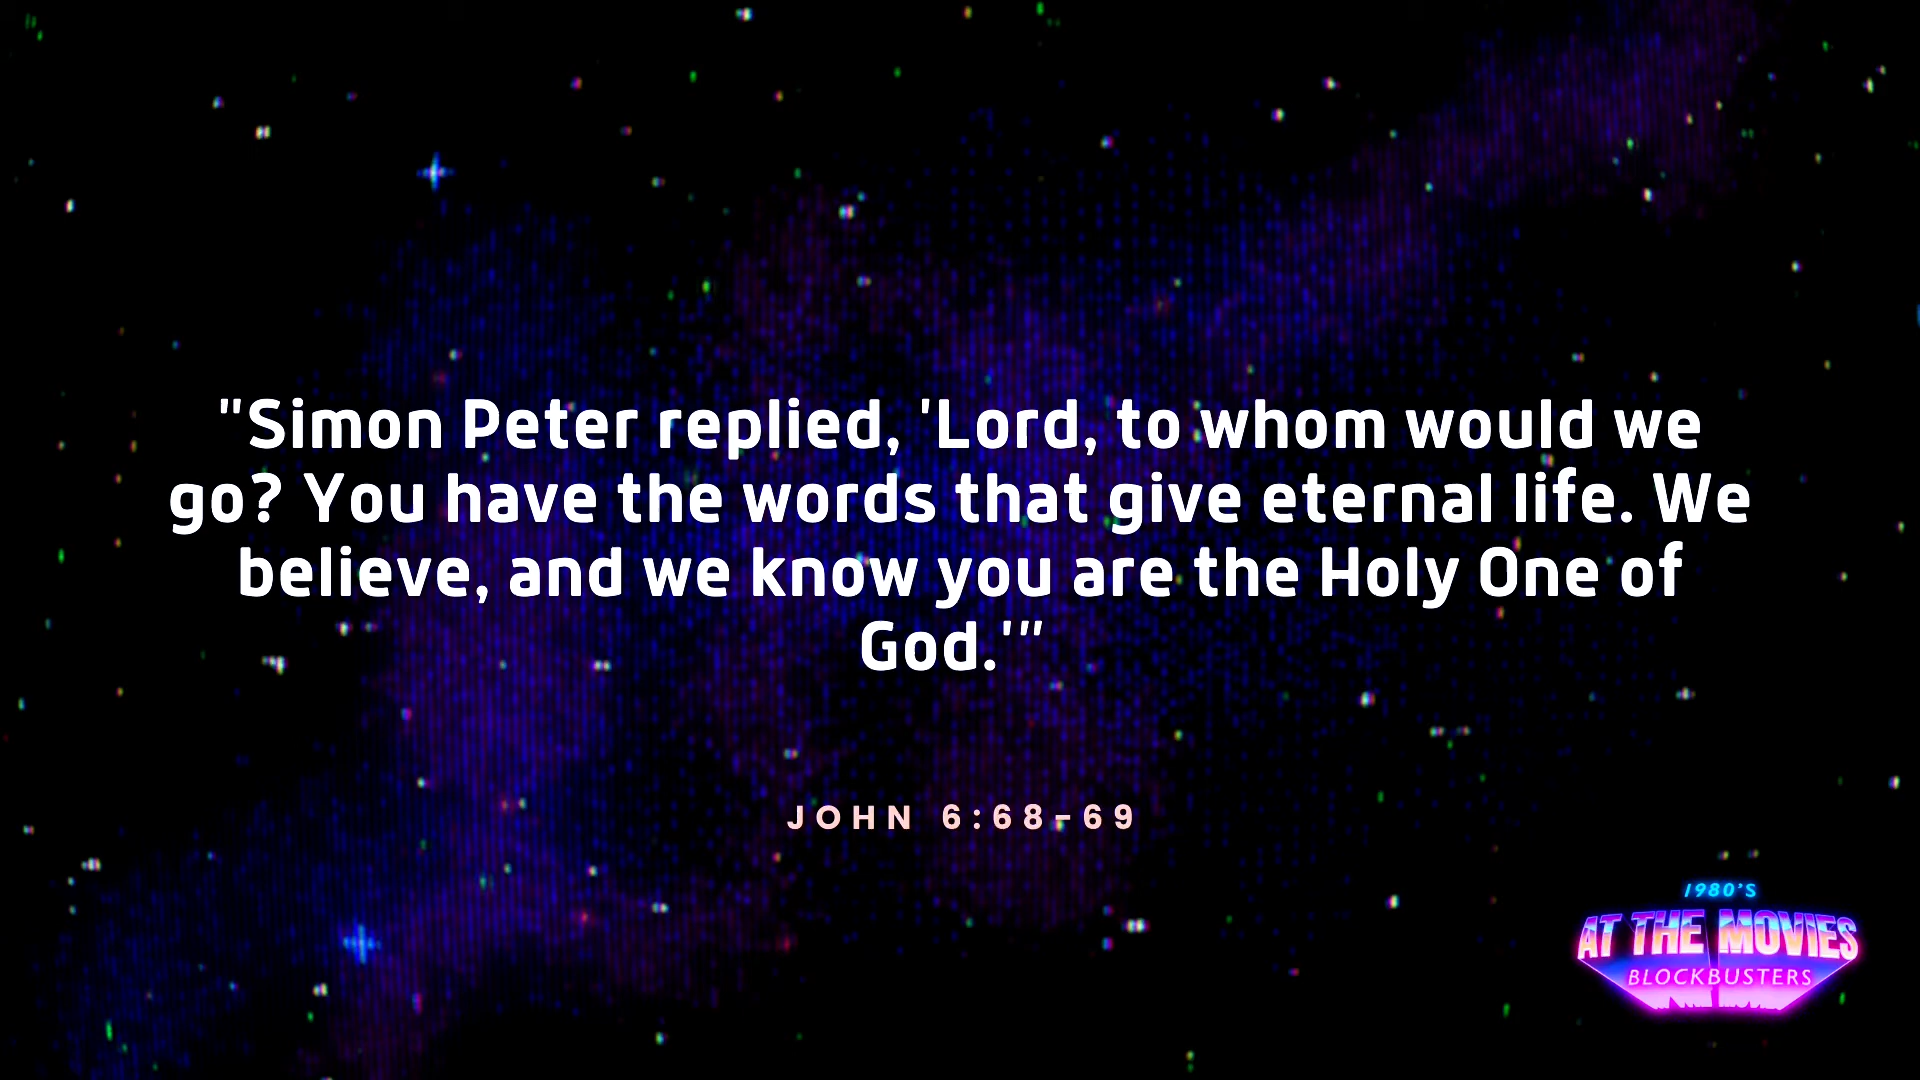 "Simon Peter replied, 'Lord, to whom would we
go? You have the words that give eternal life. We
believe, and we know you are the Holy One of
God.'"
JOHN 6:68-69
1980'S
AT THE MOVIES
BLOCKBUSTERS